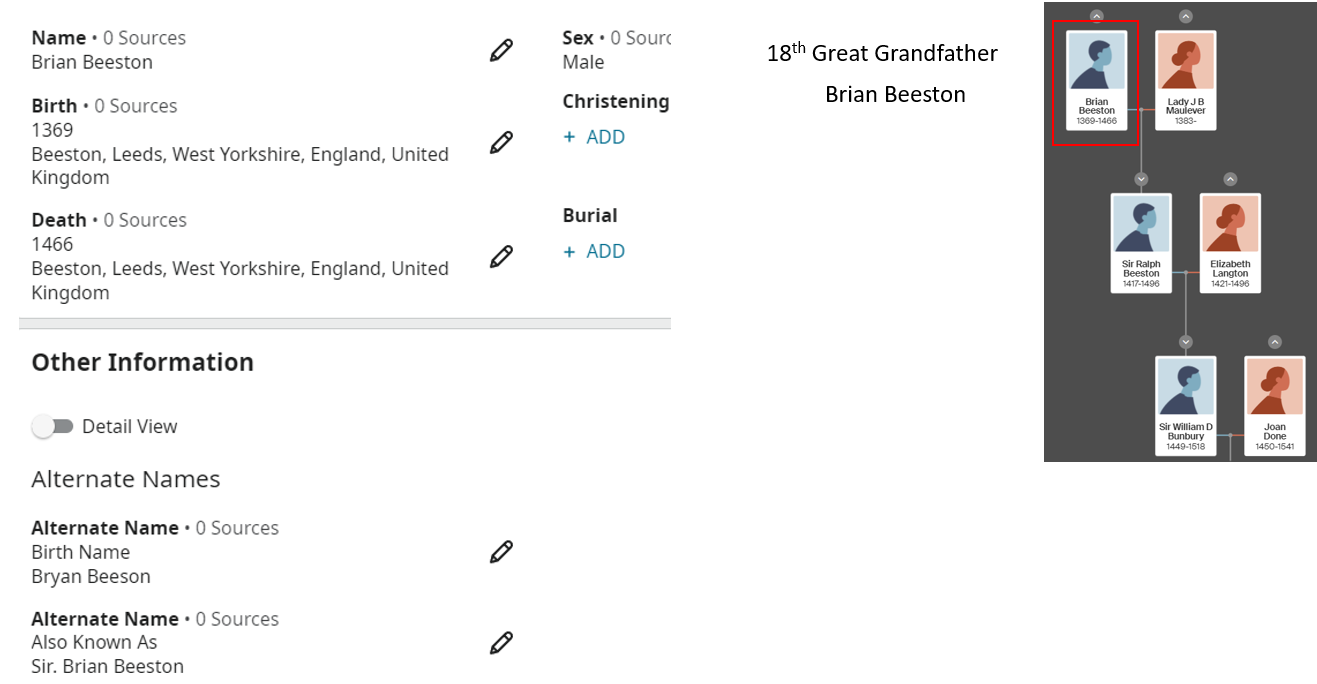 Name • 0 Sources
Brian Beeston
Birth • 0 Sources
1369
Beeston, Leeds, West Yorkshire, England, United
Kingdom
Death • 0 Sources
1466
Beeston, Leeds, West Yorkshire, England, United
Kingdom
Sex • 0 Sourc
Male
Christening
+ ADD
Burial
+ ADD
Other Information
Detail View
Alternate Names
Alternate Name • 0 Sources
Birth Name
Bryan Beeson
Alternate Name • 0 Sources
Also Known As
Sir. Brian Beeston
18th Great Grandfather
Brian Beeston
Brian
Beeston
1369-1466
Lady J B
Maulever
1383-
Sir Ralph
Beeston
1417-1496
Elizabeth
Langton
1421-1496
Sir William D
Bunbury
1449-1518
Joan
Done
1450-1541